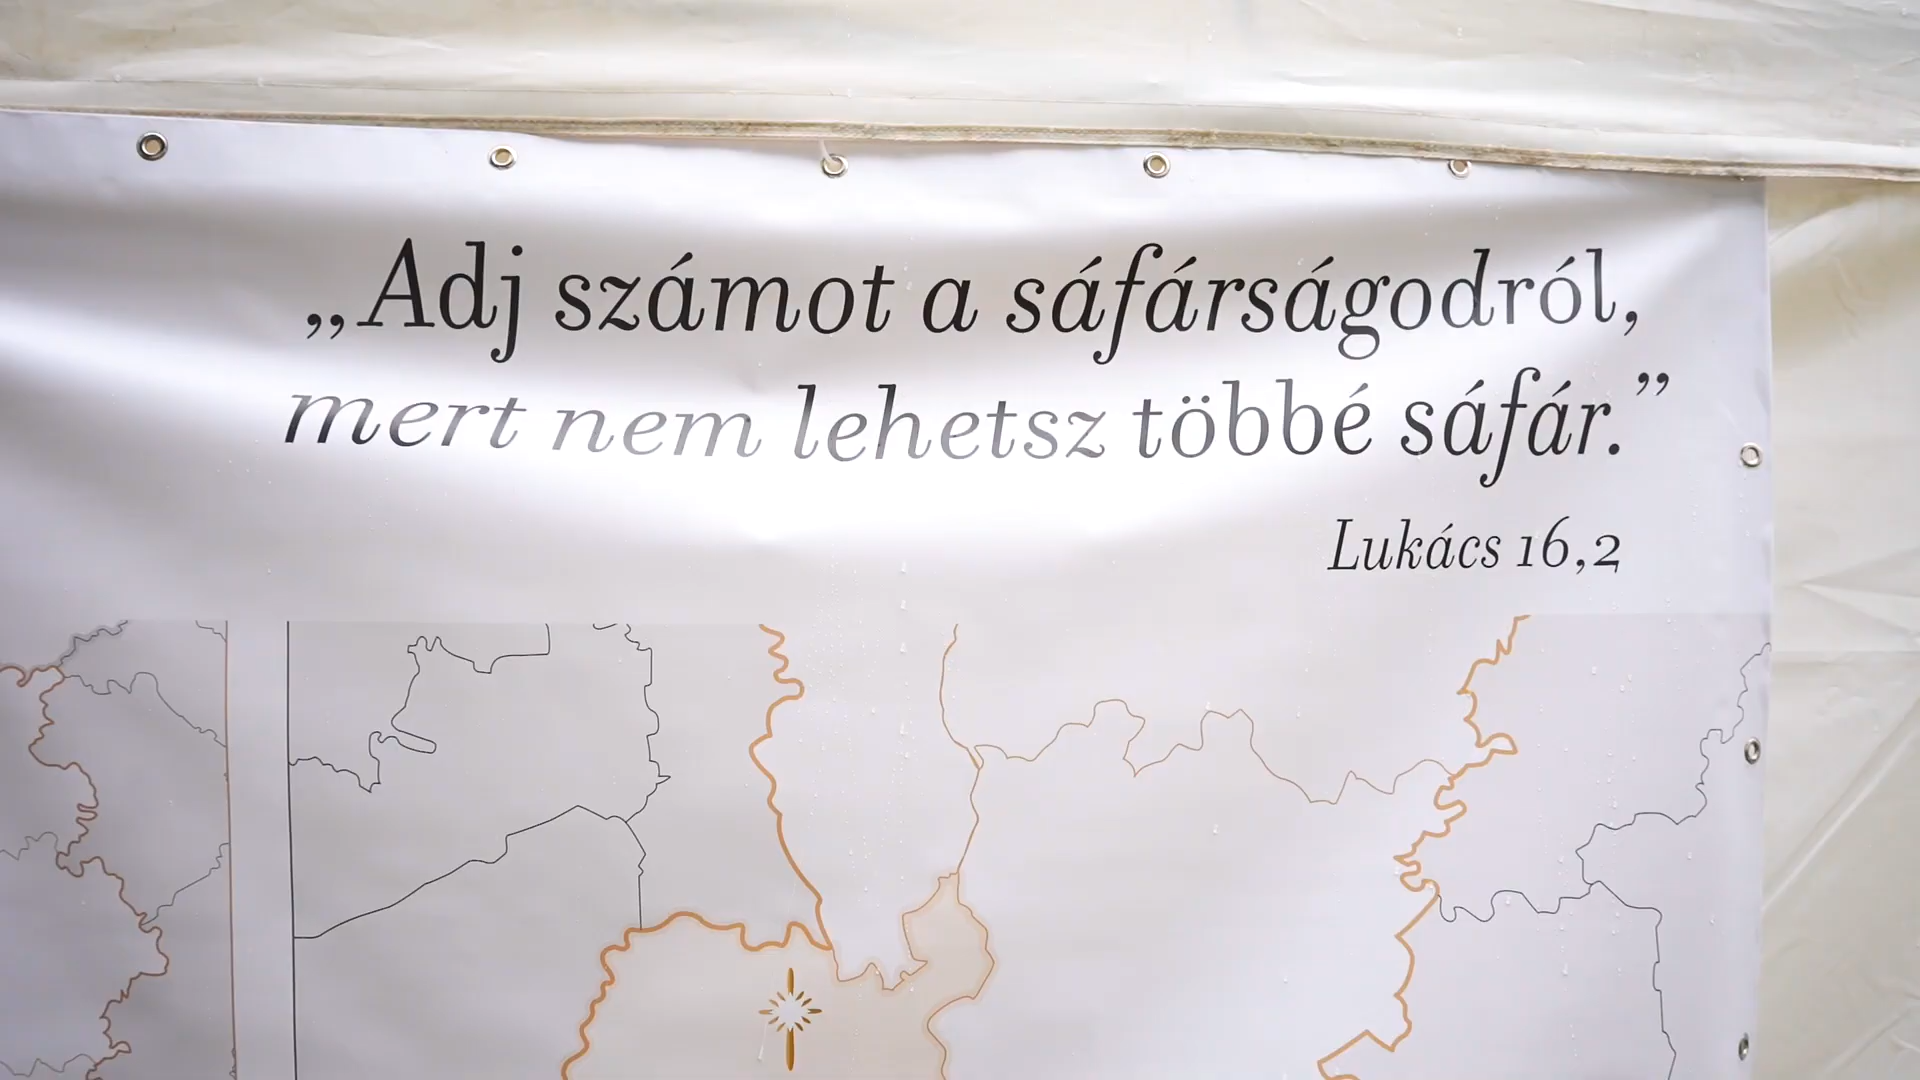 „Adj számot a sáfárságodról,
mert nem lehetsz többé sáfár.”
Lukács 16,2